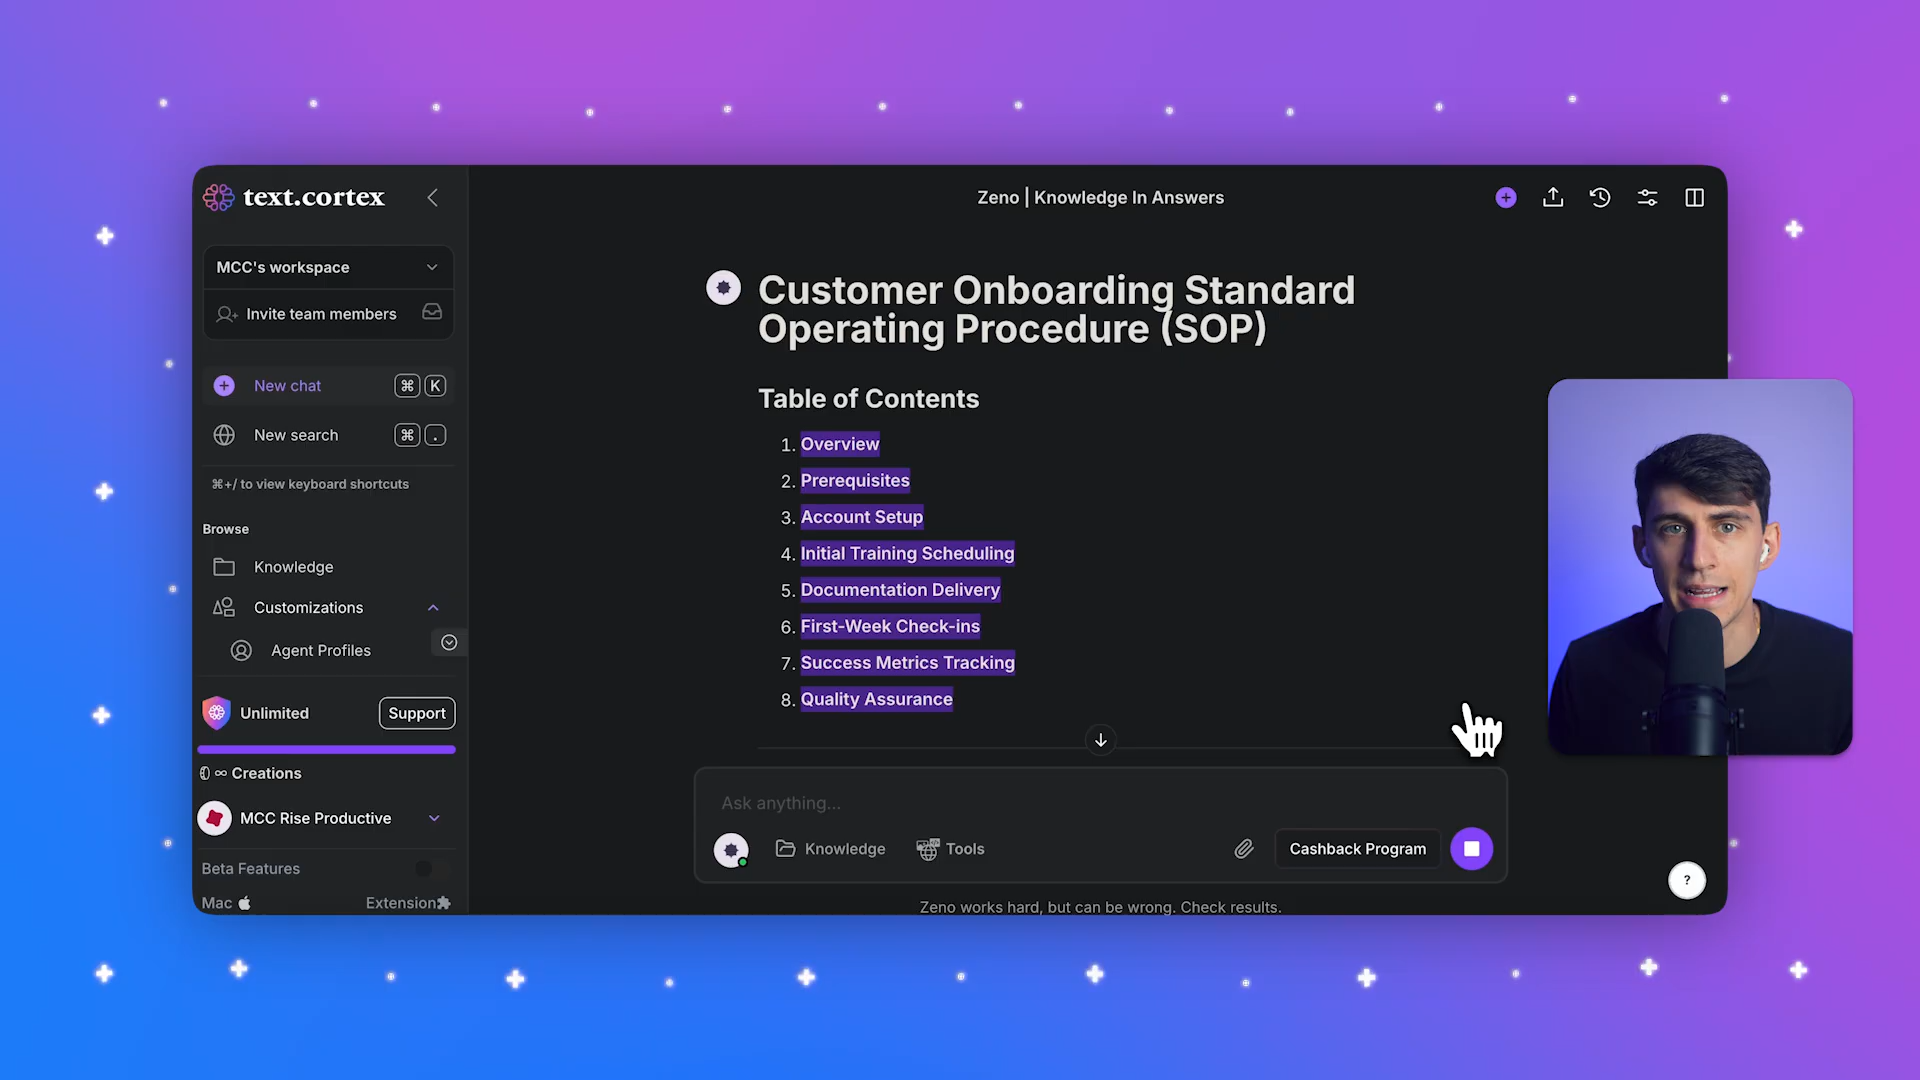 text.cortex
Zeno | Knowledge In Answers
MCC's workspace
Invite team members
New chat ⌘ K
New search ⌘ .
⌘+/ to view keyboard shortcuts
Browse
Knowledge
Customizations
Agent Profiles
Unlimited
Support
∞ Creations
MCC Rise Productive
Beta Features
Mac
Extension
Customer Onboarding Standard
Operating Procedure (SOP)
Table of Contents
1. Overview
2. Prerequisites
3. Account Setup
4. Initial Training Scheduling
5. Documentation Delivery
6. First-Week Check-ins
7. Success Metrics Tracking
8. Quality Assurance
Ask anything...
Knowledge
Tools
Cashback Program
?
Zeno works hard, but can be wrong. Check results.